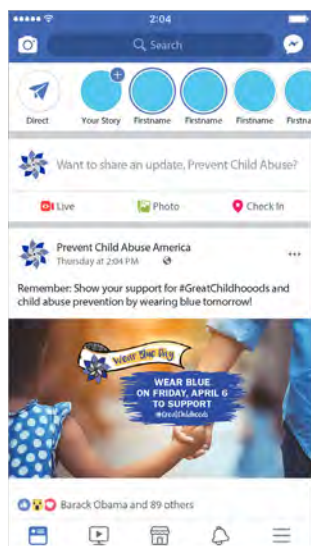 2:04
Search
Direct
Your Story
Firstname
Firstname
Firstname
Firstna
Want to share an update, Prevent Child Abuse?
Live
Photo
Check In
Prevent Child Abuse America
Thursday at 2:04 PM
Remember: Show your support for #GreatChildhooods and
child abuse prevention by wearing blue tomorrow!
Wear Blue Day
WEAR BLUE
ON FRIDAY, APRIL 6
TO SUPPORT
#GreatChildhoods
Barack Obama and 89 others